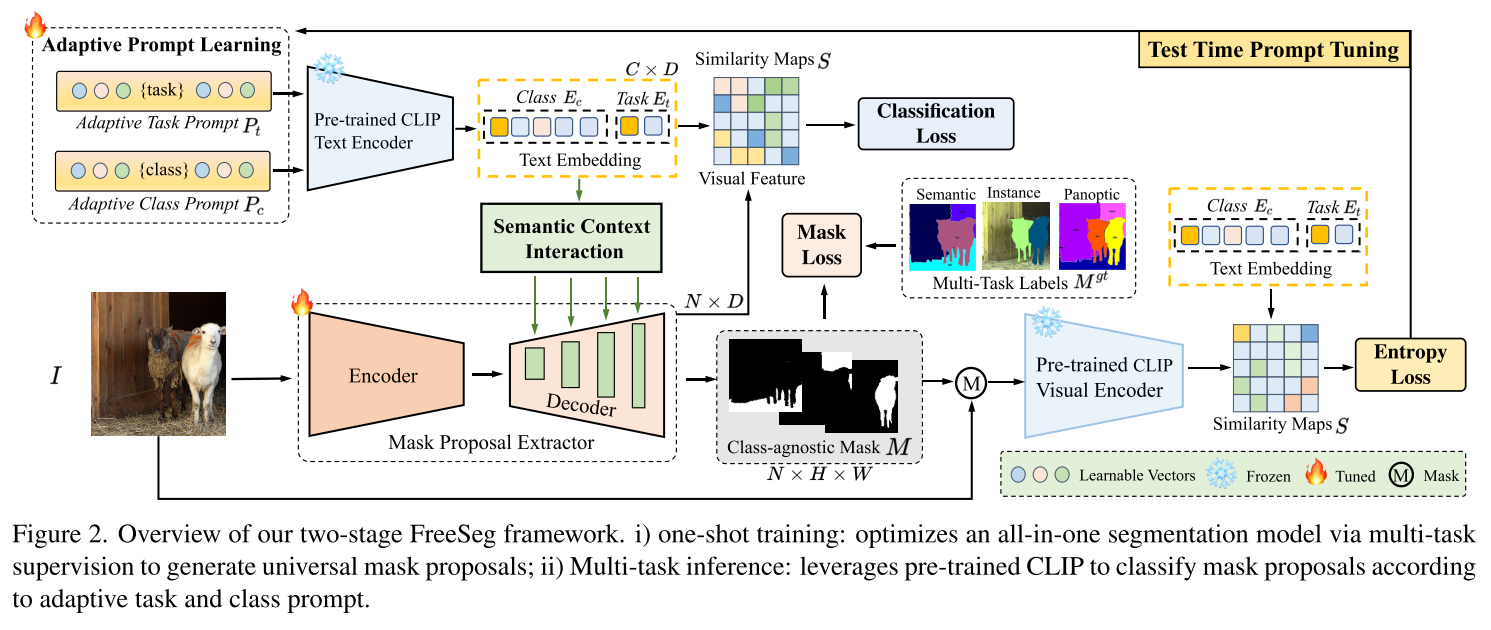 Adaptive Prompt Learning
{task}
Adaptive Task Prompt P_t
{class}
Adaptive Class Prompt P_c
Pre-trained CLIP
Text Encoder
C × D
Class E_c
Task E_t
Text Embedding
Similarity Maps S
Visual Feature
Classification
Loss
Test Time Prompt Tuning
Semantic Context
Interaction
N × D
Mask
Loss
Semantic
Instance
Panoptic
Multi-Task Labels M^{gt}
Class E_c
Task E_t
Text Embedding
I
Encoder
Decoder
Mask Proposal Extractor
Class-agnostic Mask M
N × H × W
M
Pre-trained CLIP
Visual Encoder
Similarity Maps S
Entropy
Loss
Learnable Vectors
Frozen
Tuned
M
Mask
Figure 2. Overview of our two-stage FreeSeg framework. i) one-shot training: optimizes an all-in-one segmentation model via multi-task
supervision to generate universal mask proposals; ii) Multi-task inference: leverages pre-trained CLIP to classify mask proposals according
to adaptive task and class prompt.